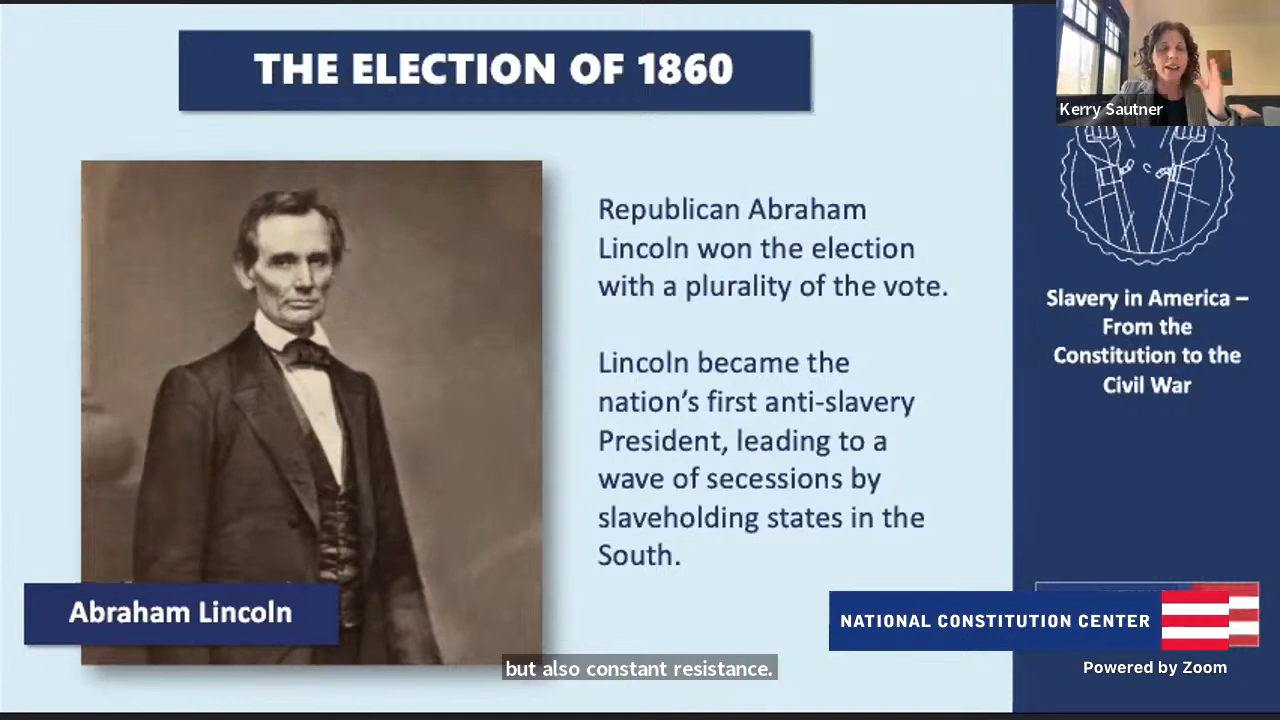 THE ELECTION OF 1860
Kerry Sautner
Republican Abraham
Lincoln won the election
with a plurality of the vote.
Lincoln became the
nation's first anti-slavery
President, leading to a
wave of secessions by
slaveholding states in the
South.
Slavery in America –
From the
Constitution to the
Civil War
Abraham Lincoln
NATIONAL CONSTITUTION CENTER
Powered by Zoom
but also constant resistance.